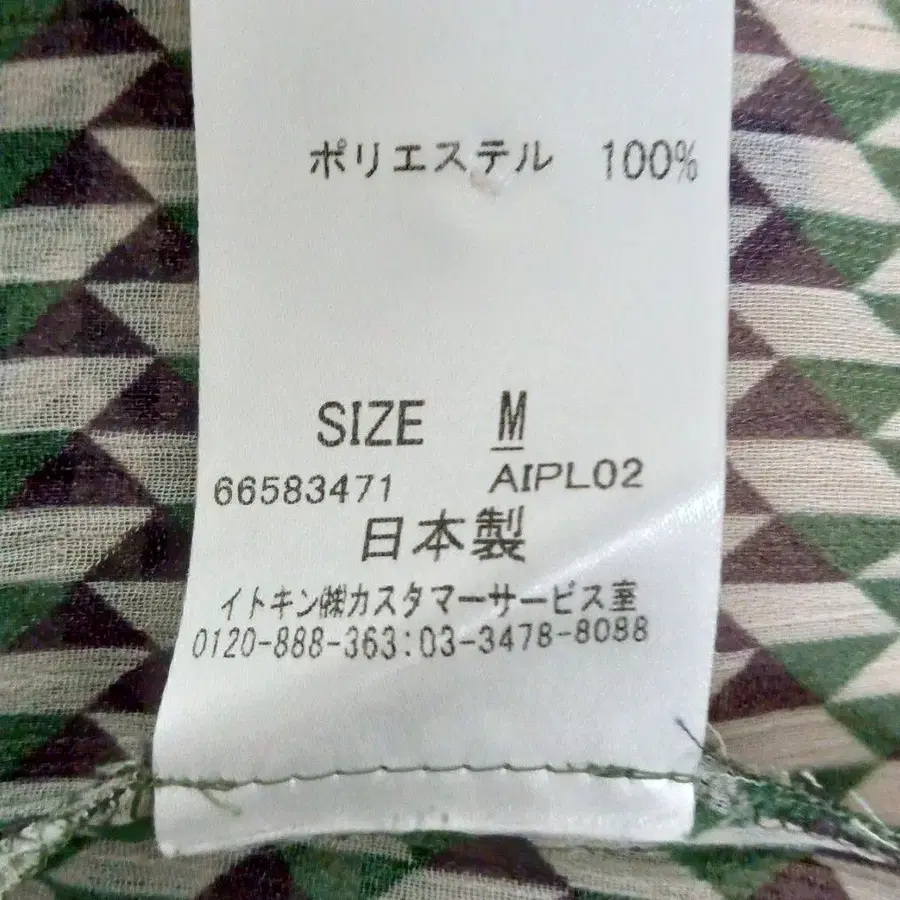 ポリエステル 100%
SIZE M
66583471 AIPL02
日本製
イトキン㈱カスタマーサービス室
0120-888-363:03-3478-8088